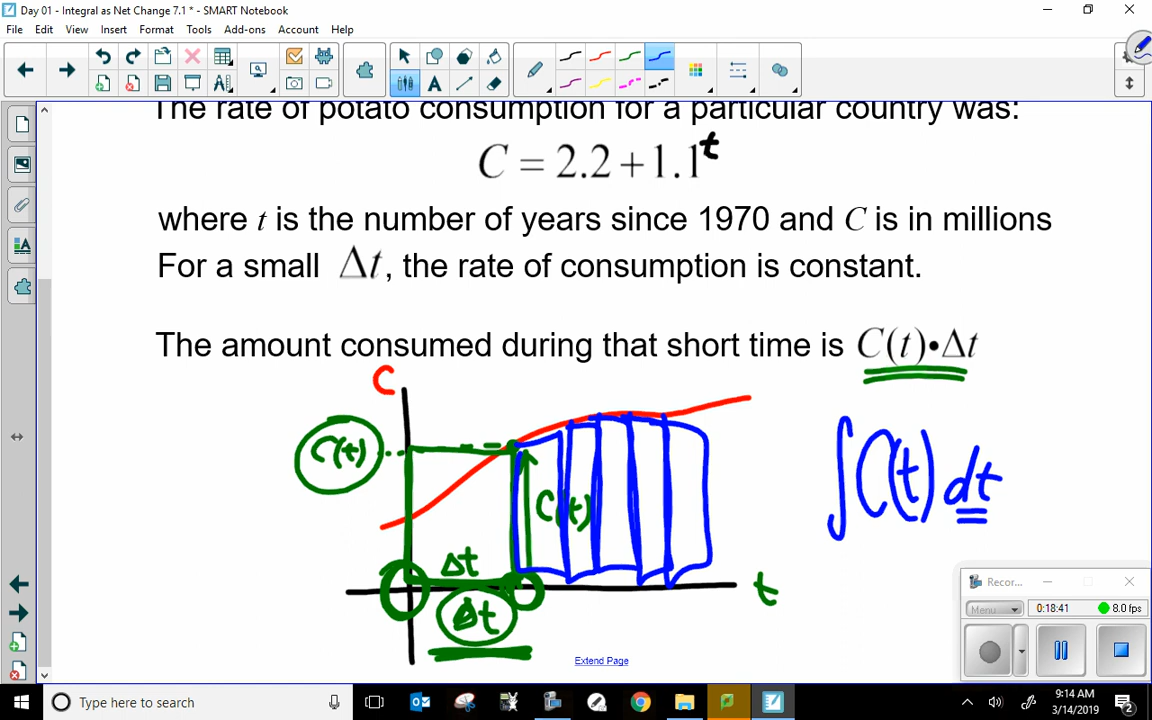 Day 01 - Integral as Net Change 7.1 * - SMART Notebook
File Edit View Insert Format Tools Add-ons Account Help
The rate of potato consumption for a particular country was:
C = 2.2 + 1.1^t
where t is the number of years since 1970 and C is in millions
For a small Δt, the rate of consumption is constant.
The amount consumed during that short time is C(t)•Δt
C
C(t)
C(t)
∫C(t) dt
Δt
Δt
t
Extend Page
Recor...
Menu
0:18:41
8.0 fps
Type here to search
9:14 AM
3/14/2019
2